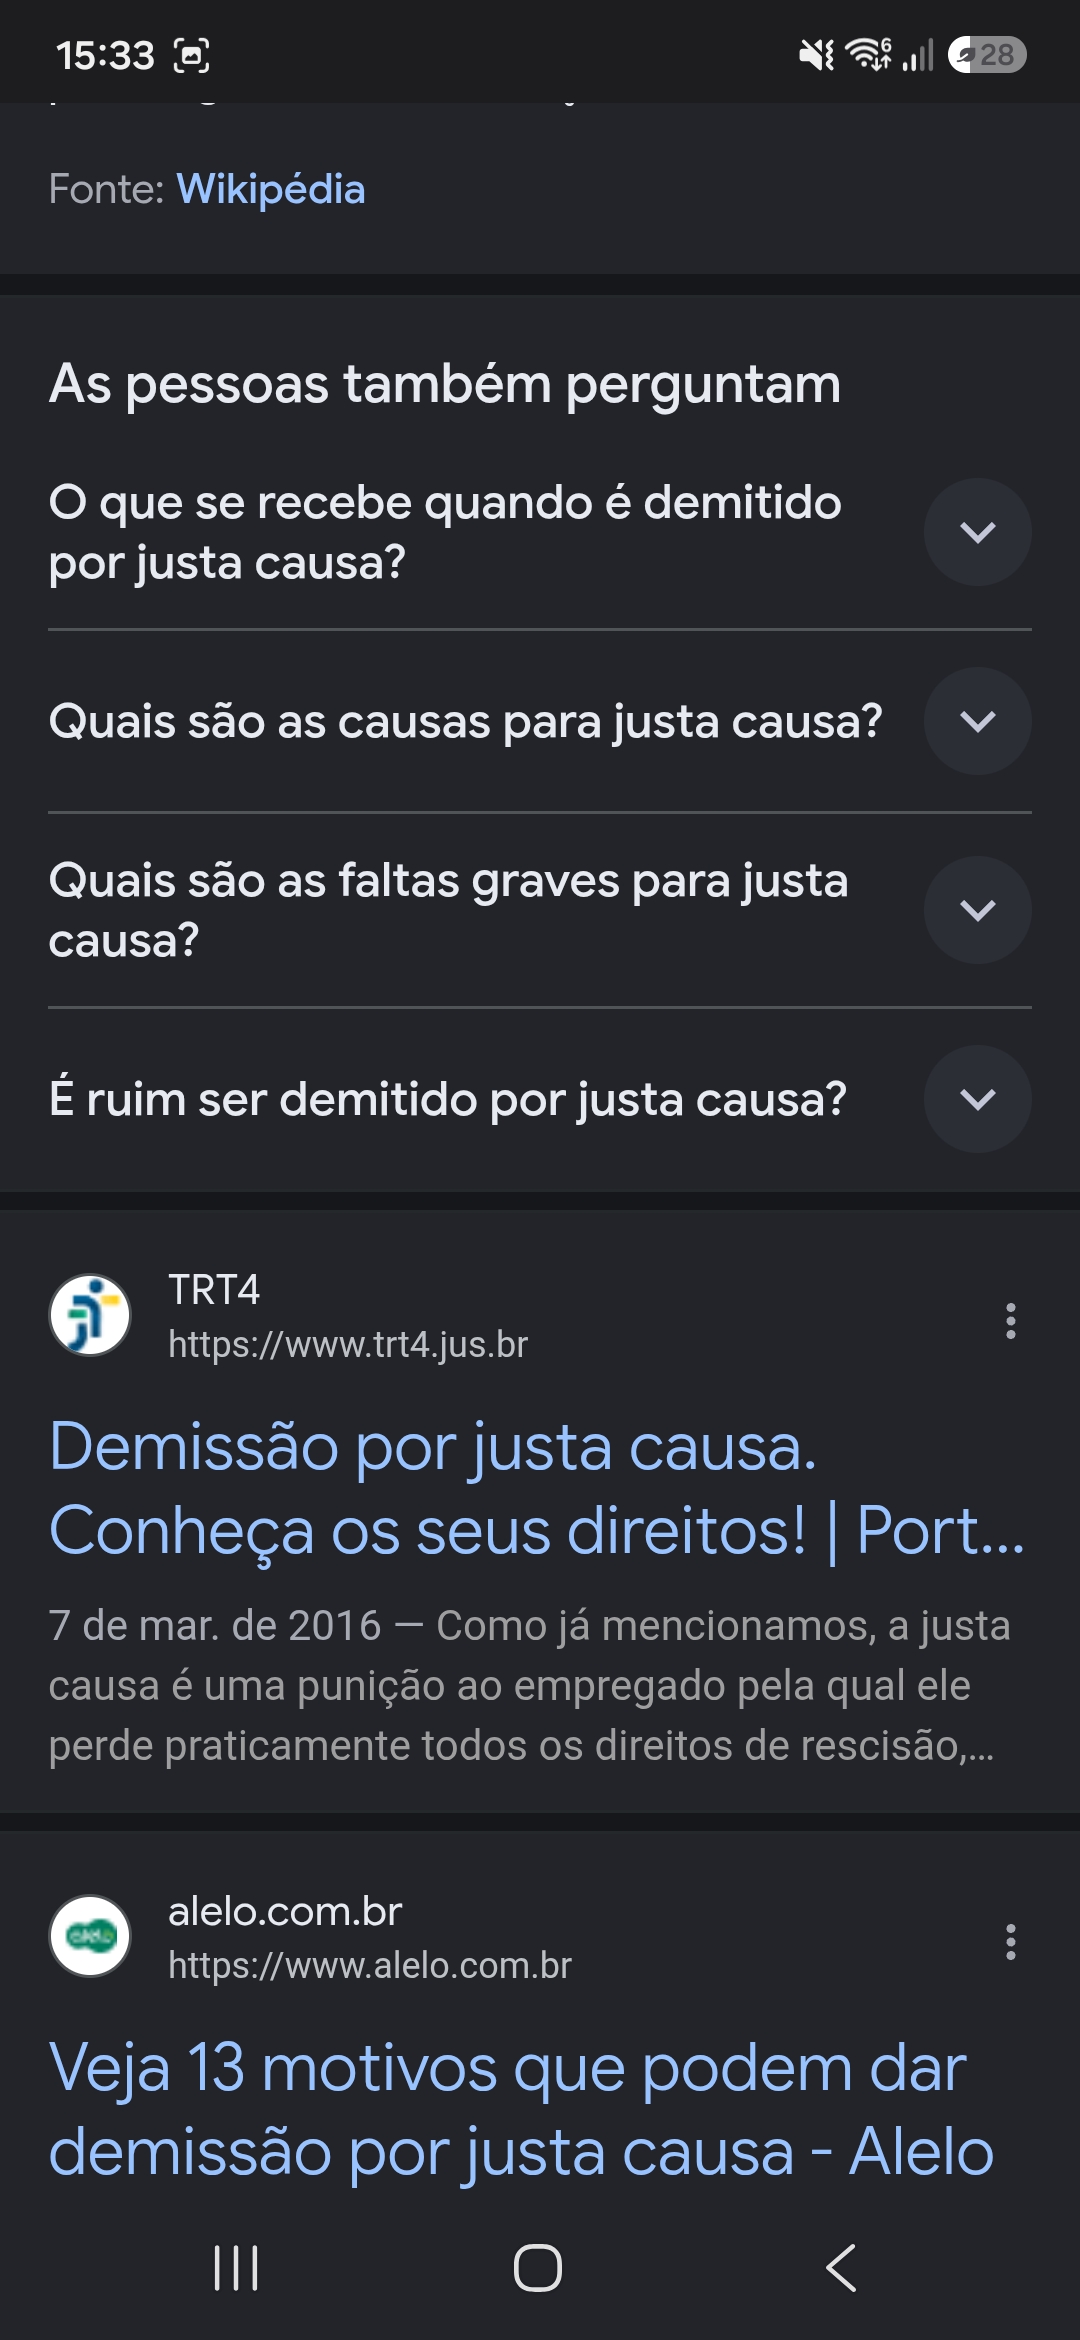 15:33
6
28
Fonte: Wikipédia
As pessoas também perguntam
O que se recebe quando é demitido
por justa causa?
Quais são as causas para justa causa?
Quais são as faltas graves para justa
causa?
É ruim ser demitido por justa causa?
TRT4
https://www.trt4.jus.br
Demissão por justa causa.
Conheça os seus direitos! | Port...
7 de mar. de 2016 — Como já mencionamos, a justa
causa é uma punição ao empregado pela qual ele
perde praticamente todos os direitos de rescisão,...
alelo.com.br
https://www.alelo.com.br
Veja 13 motivos que podem dar
demissão por justa causa - Alelo